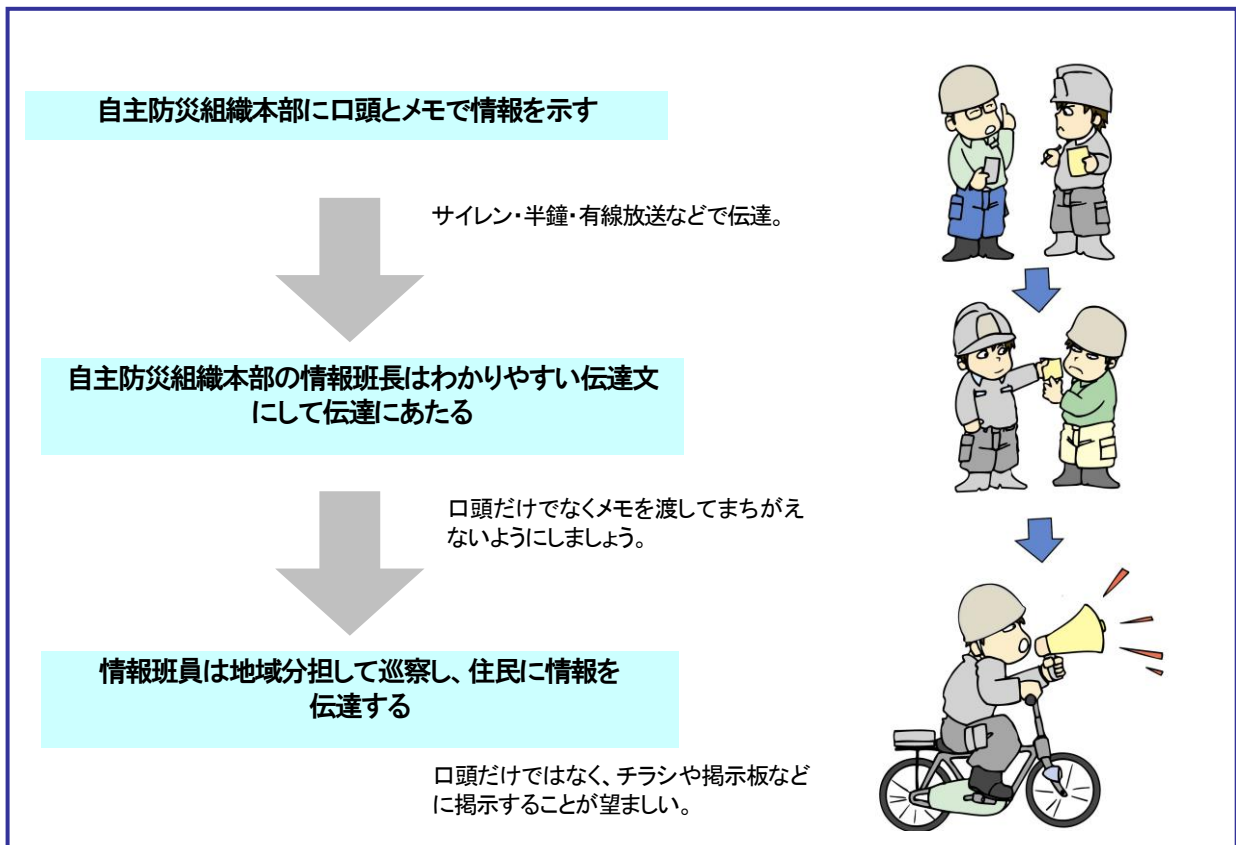 自主防災組織本部に口頭とメモで情報を示す
サイレン・半鐘・有線放送などで伝達。
自主防災組織本部の情報班長はわかりやすい伝達文
にして伝達にあたる
口頭だけでなくメモを渡してまちがえ
ないようにしましょう。
情報班員は地域分担して巡察し、住民に情報を
伝達する
口頭だけではなく、チラシや掲示板など
に掲示することが望ましい。